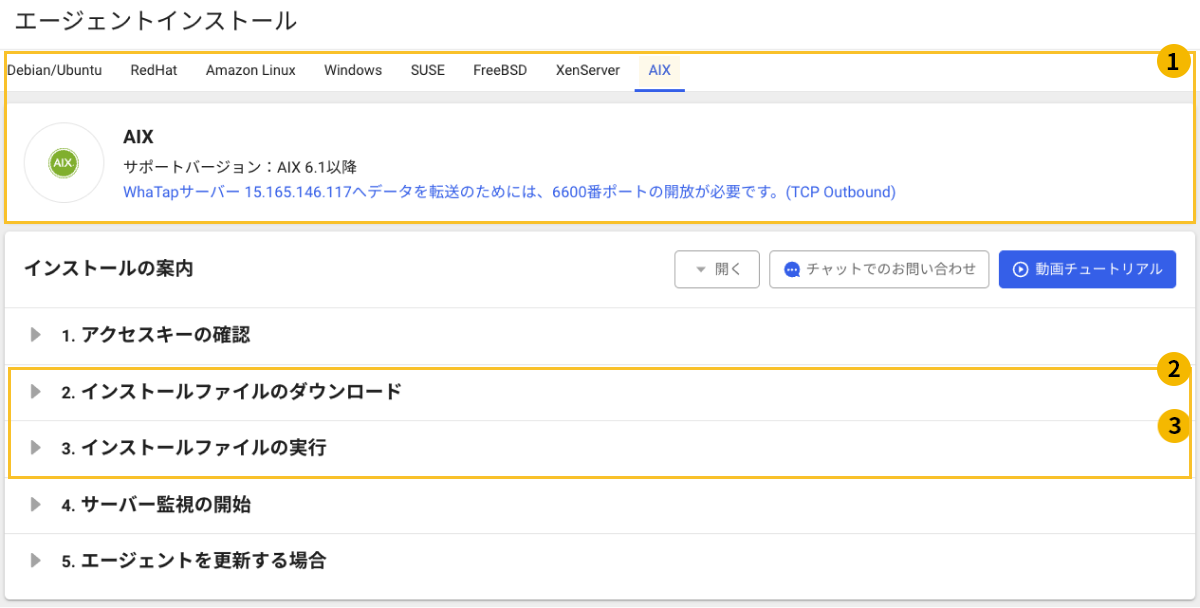 エージェントインストール
Debian/Ubuntu RedHat Amazon Linux Windows SUSE FreeBSD XenServer AIX
1
AIX
AIX
サポートバージョン：AIX 6.1以降
WhaTapサーバー 15.165.146.117へデータを転送のためには、6600番ポートの開放が必要です。(TCP Outbound)
インストールの案内
開く チャットでのお問い合わせ 動画チュートリアル
1. アクセスキーの確認
2
2. インストールファイルのダウンロード
3
3. インストールファイルの実行
4. サーバー監視の開始
5. エージェントを更新する場合